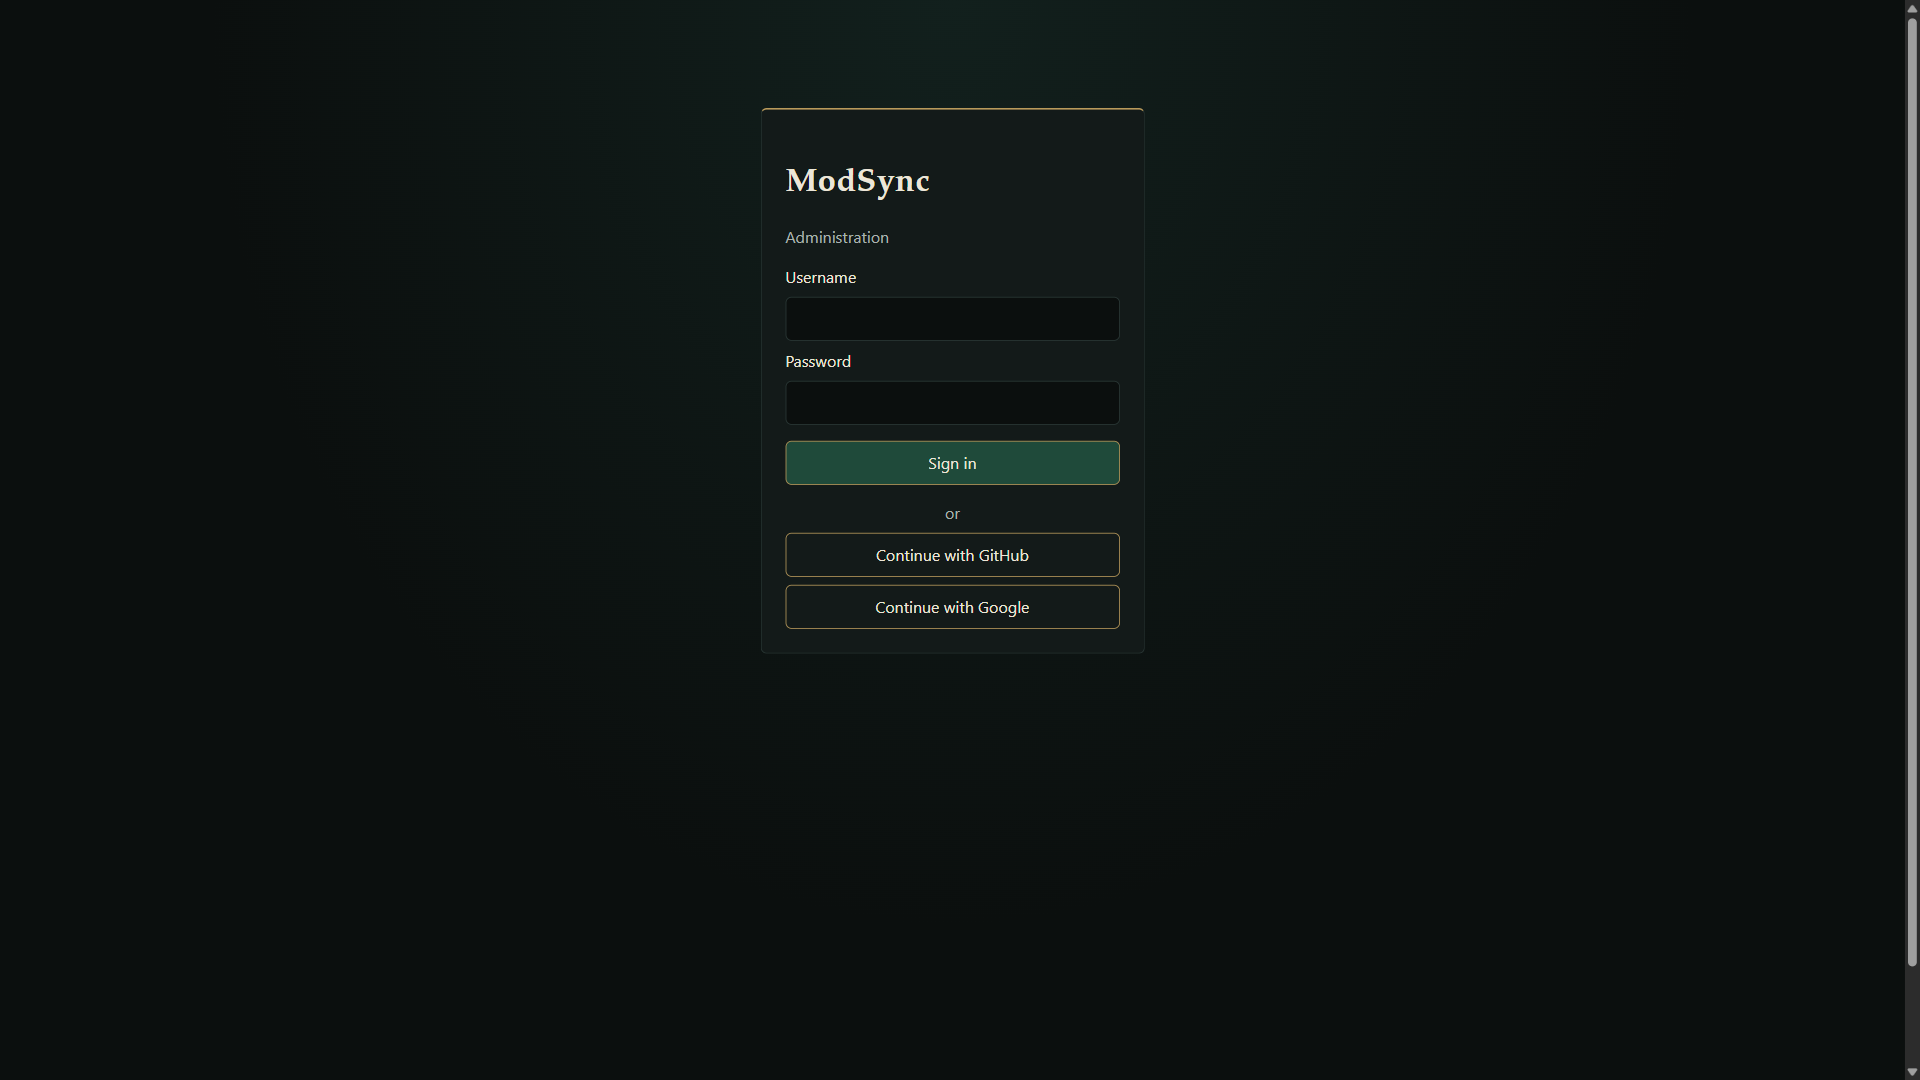 ModSync
Administration
Username
Password
Sign in
or
Continue with GitHub
Continue with Google